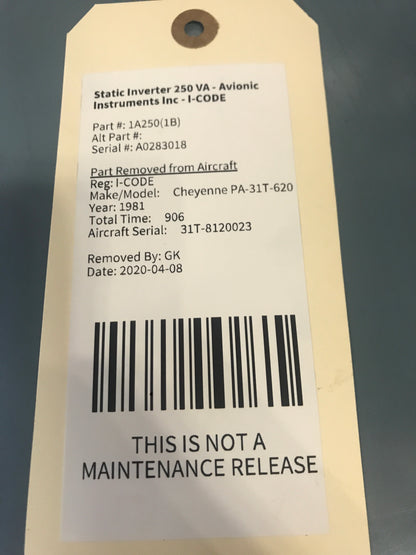 Static Inverter 250 VA - Avionic
Instruments Inc - I-CODE
Part #: 1A250(1B)
Alt Part #:
Serial #: A0283018
Part Removed from Aircraft
Reg: I-CODE
Make/Model: Cheyenne PA-31T-620
Year: 1981
Total Time: 906
Aircraft Serial: 31T-8120023
Removed By: GK
Date: 2020-04-08
THIS IS NOT A
MAINTENANCE RELEASE